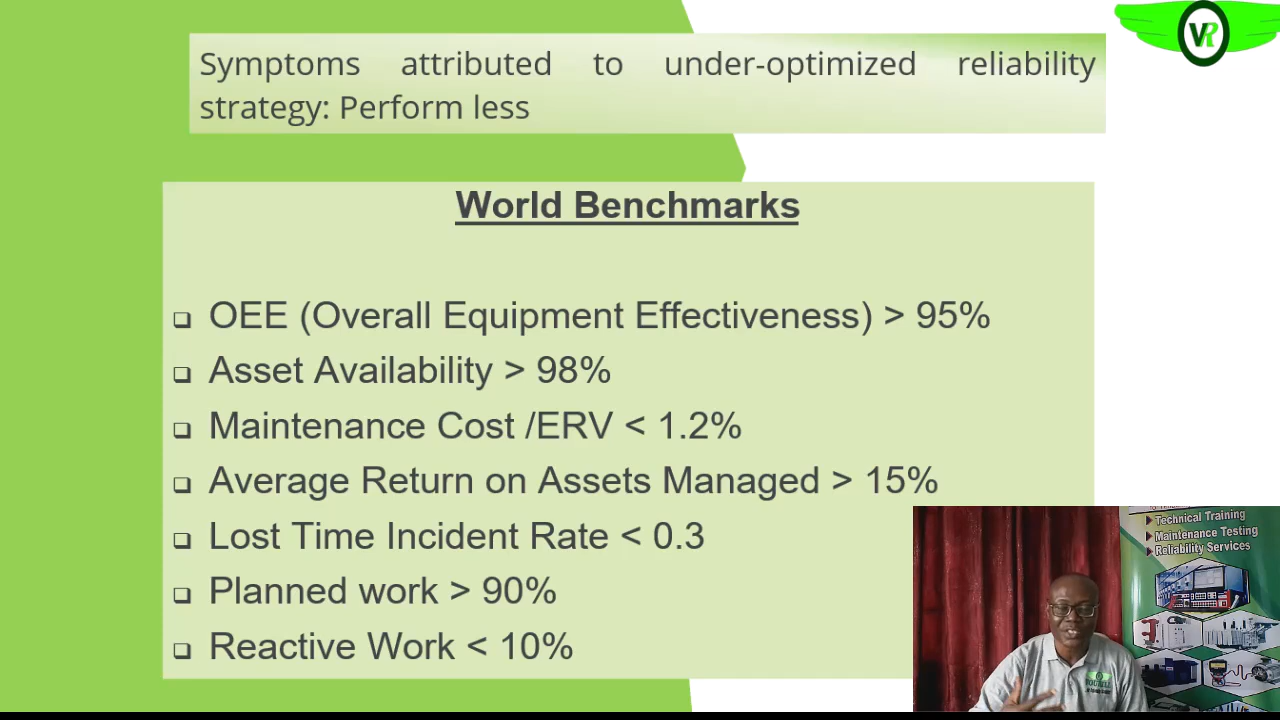 VR
Symptoms attributed to under-optimized reliability
strategy: Perform less
World Benchmarks
❑ OEE (Overall Equipment Effectiveness) > 95%
❑ Asset Availability > 98%
❑ Maintenance Cost /ERV < 1.2%
❑ Average Return on Assets Managed > 15%
❑ Lost Time Incident Rate < 0.3
❑ Planned work > 90%
❑ Reactive Work < 10%
Technical Training
Maintenance Testing
Reliability Services